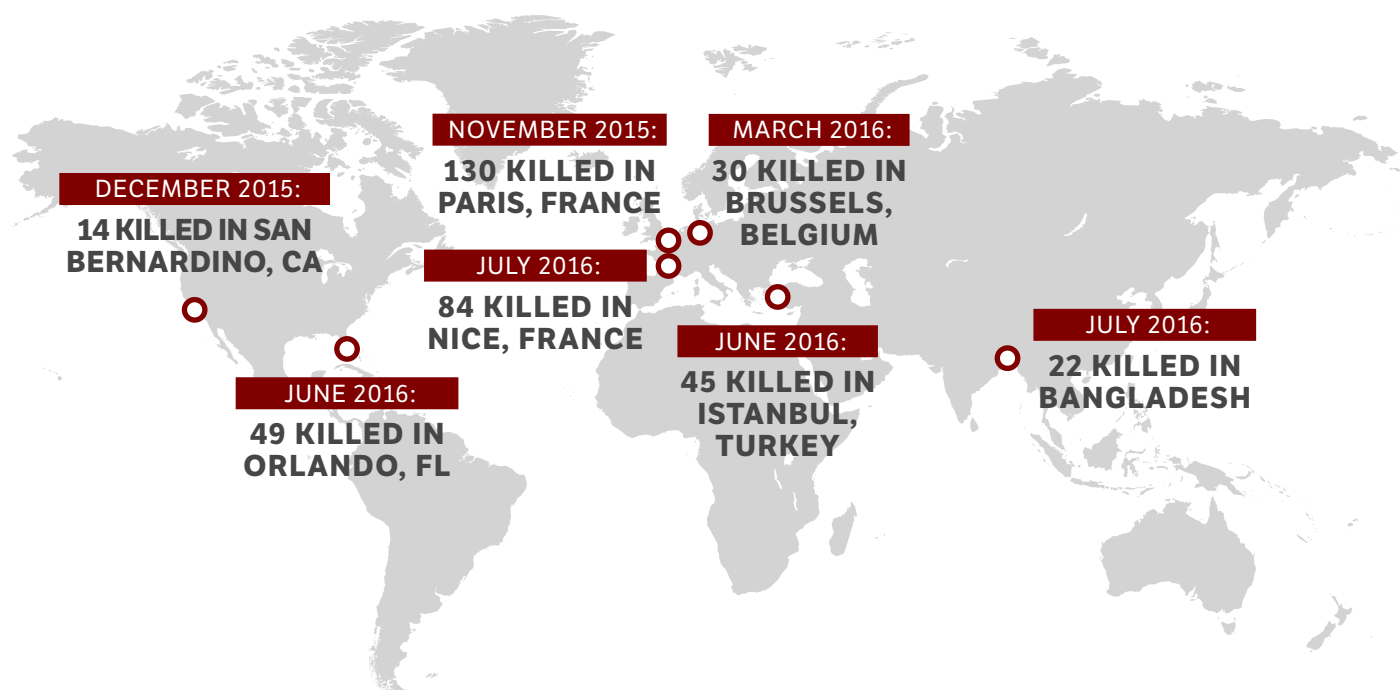 NOVEMBER 2015:
130 KILLED IN
PARIS, FRANCE
MARCH 2016:
30 KILLED IN
BRUSSELS,
BELGIUM
DECEMBER 2015:
14 KILLED IN SAN
BERNARDINO, CA
JULY 2016:
84 KILLED IN
NICE, FRANCE
JULY 2016:
22 KILLED IN
BANGLADESH
JUNE 2016:
45 KILLED IN
ISTANBUL,
TURKEY
JUNE 2016:
49 KILLED IN
ORLANDO, FL